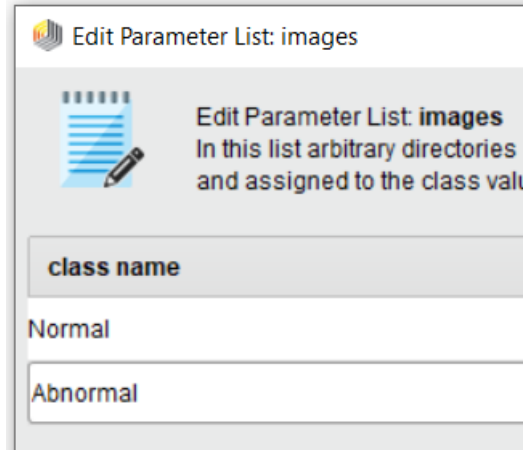 Edit Parameter List: images
Edit Parameter List: images
In this list arbitrary directories
and assigned to the class
class name
Normal
Abnormal